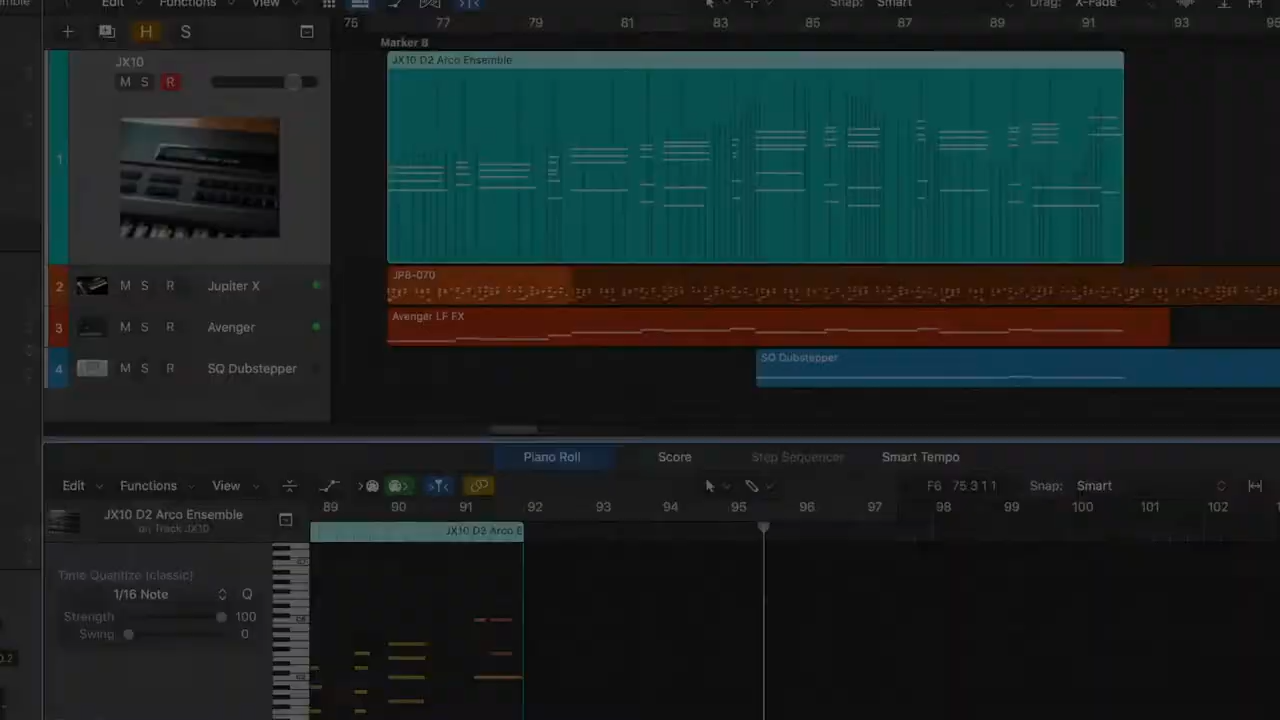 Edit Functions View Snap: Smart Drag: X-Fade
H S 75 77 79 81 83 85 87 89 91 93 95
Marker 8
JX10 JX10 D2 Arco Ensemble
M S R
1
JP8-070
2 M S R Jupiter X
Avenger LF FX
3 M S R Avenger
SQ Dubstepper
4 M S R SQ Dubstepper
Piano Roll Score Step Sequencer Smart Tempo
Edit Functions View F6 75 3 1 1 Snap: Smart
89 90 91 92 93 94 95 96 97 98 99 100 101 102
JX10 D2 Arco Ensemble
on Track JX10
JX10 D2 Arco E
Time Quantize (classic)
1/16 Note Q
Strength 100
Swing 0